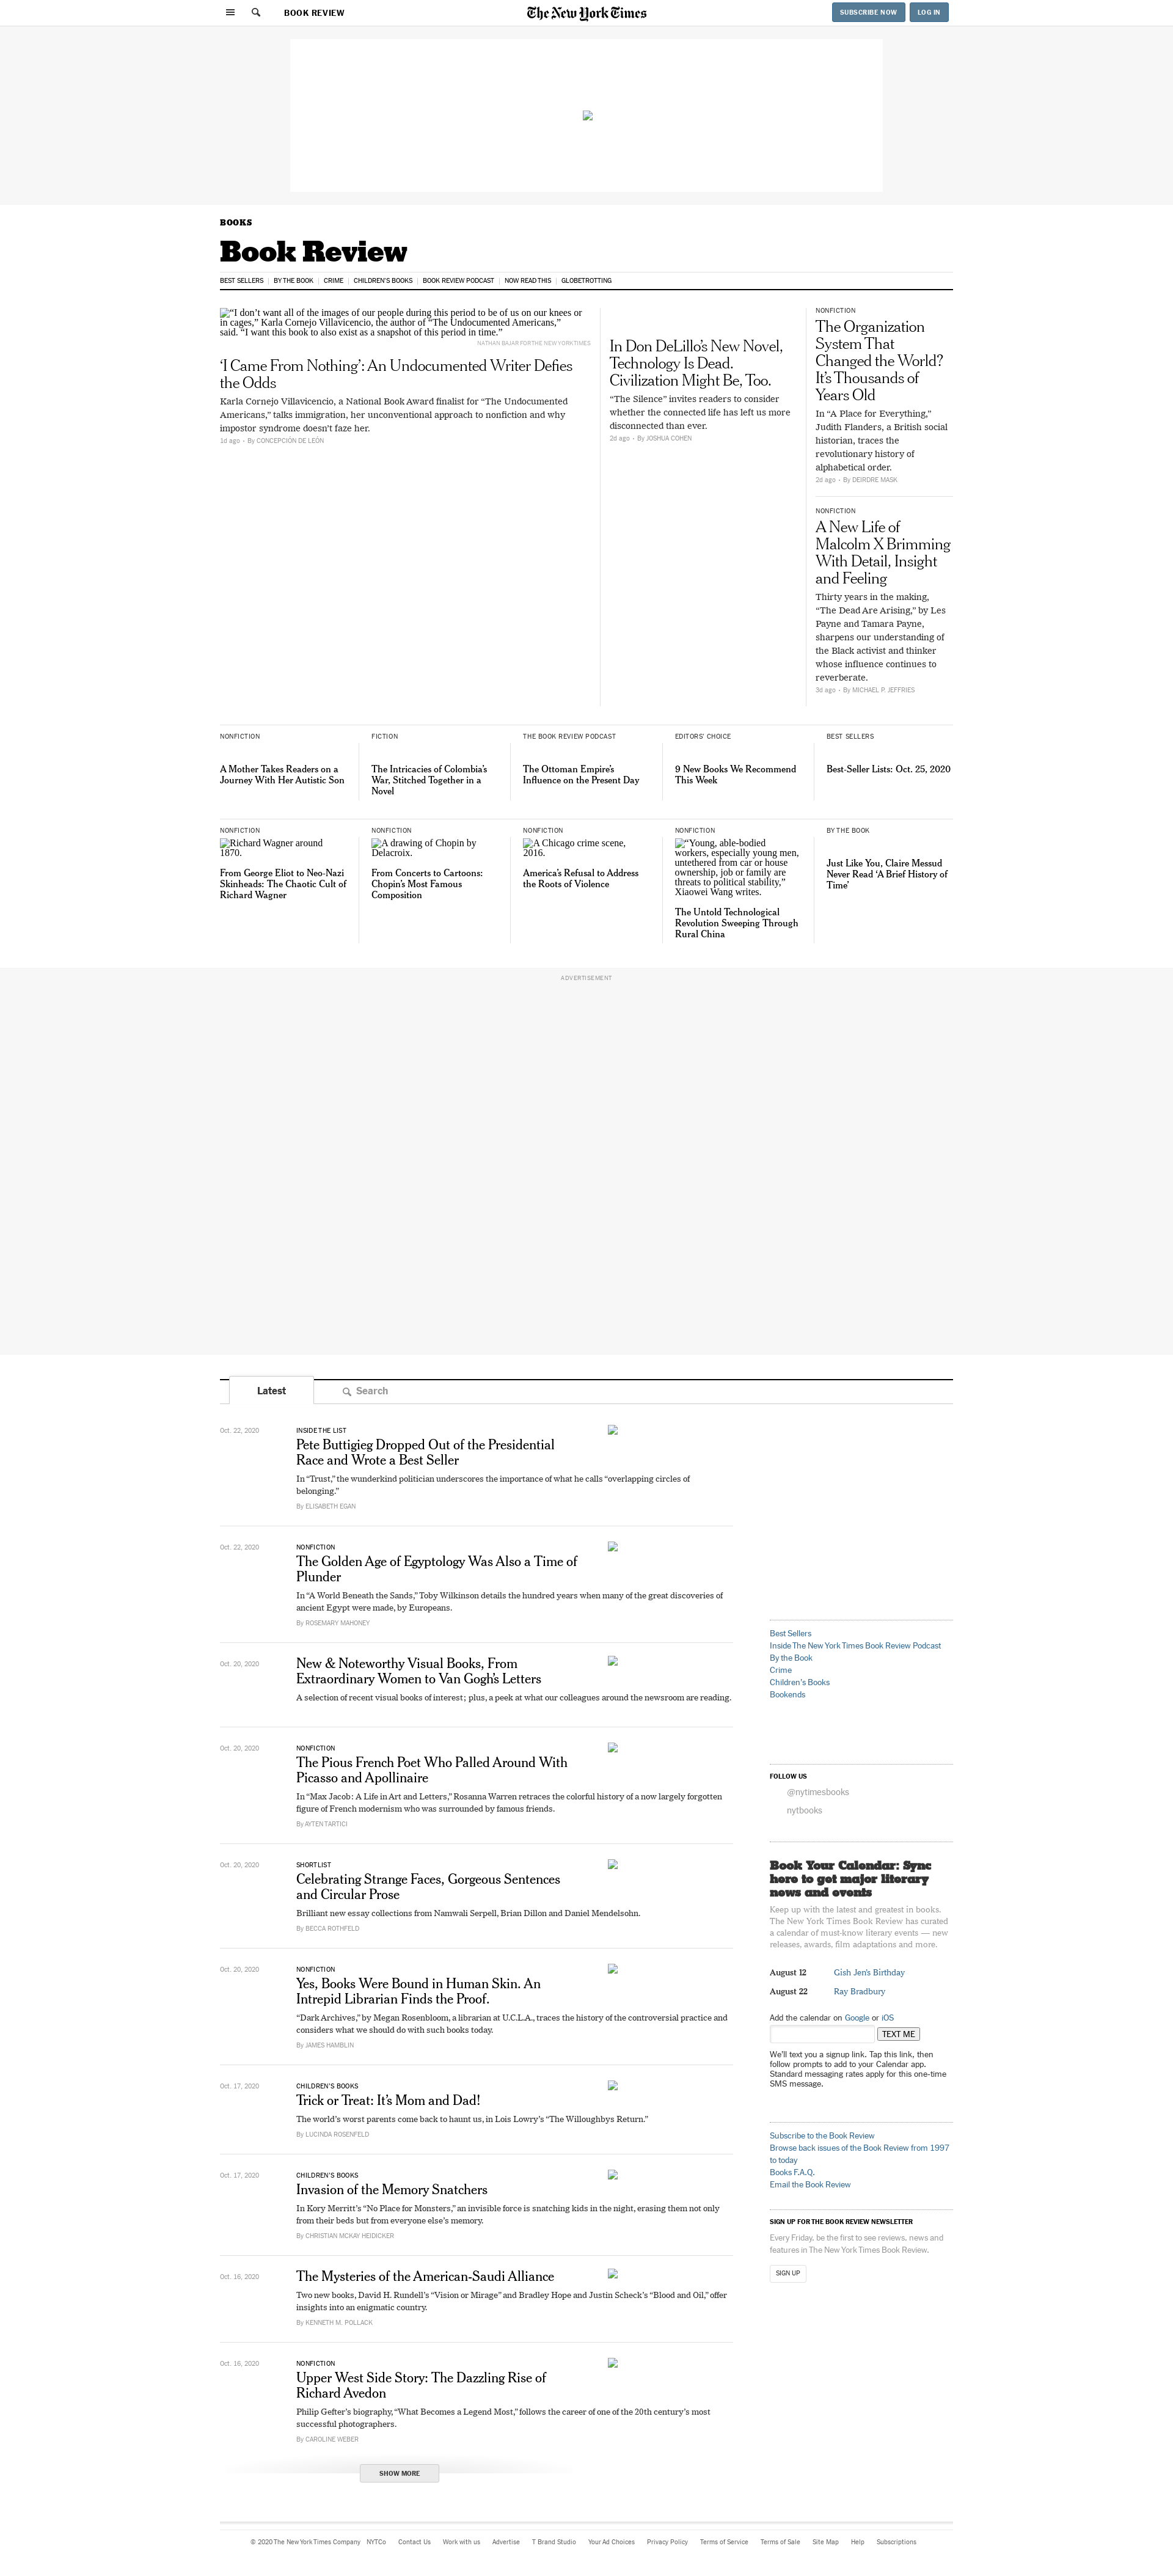 BOOK REVIEW
The New York Times
SUBSCRIBE NOW
LOG IN
BOOKS
Book Review
BEST SELLERS
BY THE BOOK
CRIME
CHILDREN'S BOOKS
BOOK REVIEW PODCAST
NOW READ THIS
GLOBETROTTING
“I don’t want all of the images of our people during this period to be of us on our knees or
in cages,” Karla Cornejo Villavicencio, the author of “The Undocumented Americans,”
said. “I want this book to also exist as a snapshot of this period in time.”
NATHAN BAJAR FOR THE NEW YORK TIMES
‘I Came From Nothing’: An Undocumented Writer Defies
the Odds
Karla Cornejo Villavicencio, a National Book Award finalist for “The Undocumented
Americans,” talks immigration, her unconventional approach to nonfiction and why
impostor syndrome doesn’t faze her.
1d ago · By CONCEPCIÓN DE LEÓN
In Don DeLillo’s New Novel,
Technology Is Dead.
Civilization Might Be, Too.
“The Silence” invites readers to consider
whether the connected life has left us more
disconnected than ever.
2d ago · By JOSHUA COHEN
NONFICTION
The Organization
System That
Changed the World?
It’s Thousands of
Years Old
In “A Place for Everything,”
Judith Flanders, a British social
historian, traces the
revolutionary history of
alphabetical order.
2d ago · By DEIRDRE MASK
NONFICTION
A New Life of
Malcolm X Brimming
With Detail, Insight
and Feeling
Thirty years in the making,
“The Dead Are Arising,” by Les
Payne and Tamara Payne,
sharpens our understanding of
the Black activist and thinker
whose influence continues to
reverberate.
3d ago · By MICHAEL P. JEFFRIES
NONFICTION
A Mother Takes Readers on a
Journey With Her Autistic Son
FICTION
The Intricacies of Colombia’s
War, Stitched Together in a
Novel
THE BOOK REVIEW PODCAST
The Ottoman Empire’s
Influence on the Present Day
EDITORS’ CHOICE
9 New Books We Recommend
This Week
BEST SELLERS
Best-Seller Lists: Oct. 25, 2020
NONFICTION
Richard Wagner around
1870.
From George Eliot to Neo-Nazi
Skinheads: The Chaotic Cult of
Richard Wagner
NONFICTION
A drawing of Chopin by
Delacroix.
From Concerts to Cartoons:
Chopin’s Most Famous
Composition
NONFICTION
A Chicago crime scene,
2016.
America’s Refusal to Address
the Roots of Violence
NONFICTION
“Young, able-bodied
workers, especially young men,
untethered from car or house
ownership, job or family are
threats to political stability,”
Xiaowei Wang writes.
The Untold Technological
Revolution Sweeping Through
Rural China
BY THE BOOK
Just Like You, Claire Messud
Never Read ‘A Brief History of
Time’
ADVERTISEMENT
Latest
Search
Oct. 22, 2020
INSIDE THE LIST
Pete Buttigieg Dropped Out of the Presidential
Race and Wrote a Best Seller
In “Trust,” the wunderkind politician underscores the importance of what he calls “overlapping circles of
belonging.”
By ELISABETH EGAN
Oct. 22, 2020
NONFICTION
The Golden Age of Egyptology Was Also a Time of
Plunder
In “A World Beneath the Sands,” Toby Wilkinson details the hundred years when many of the great discoveries of
ancient Egypt were made, by Europeans.
By ROSEMARY MAHONEY
Oct. 20, 2020
New & Noteworthy Visual Books, From
Extraordinary Women to Van Gogh’s Letters
A selection of recent visual books of interest; plus, a peek at what our colleagues around the newsroom are reading.
Oct. 20, 2020
NONFICTION
The Pious French Poet Who Palled Around With
Picasso and Apollinaire
In “Max Jacob: A Life in Art and Letters,” Rosanna Warren retraces the colorful history of a now largely forgotten
figure of French modernism who was surrounded by famous friends.
By AYTEN TARTICI
Oct. 20, 2020
SHORTLIST
Celebrating Strange Faces, Gorgeous Sentences
and Circular Prose
Brilliant new essay collections from Namwali Serpell, Brian Dillon and Daniel Mendelsohn.
By BECCA ROTHFELD
Oct. 20, 2020
NONFICTION
Yes, Books Were Bound in Human Skin. An
Intrepid Librarian Finds the Proof.
“Dark Archives,” by Megan Rosenbloom, a librarian at U.C.L.A., traces the history of the controversial practice and
considers what we should do with such books today.
By JAMES HAMBLIN
Oct. 17, 2020
CHILDREN’S BOOKS
Trick or Treat: It’s Mom and Dad!
The world’s worst parents come back to haunt us, in Lois Lowry’s “The Willoughbys Return.”
By LUCINDA ROSENFELD
Oct. 17, 2020
CHILDREN’S BOOKS
Invasion of the Memory Snatchers
In Kory Merritt’s “No Place for Monsters,” an invisible force is snatching kids in the night, erasing them not only
from their beds but from everyone else’s memory.
By CHRISTIAN MCKAY HEIDICKER
Oct. 16, 2020
The Mysteries of the American-Saudi Alliance
Two new books, David H. Rundell’s “Vision or Mirage” and Bradley Hope and Justin Scheck’s “Blood and Oil,” offer
insights into an enigmatic country.
By KENNETH M. POLLACK
Oct. 16, 2020
NONFICTION
Upper West Side Story: The Dazzling Rise of
Richard Avedon
Philip Gefter’s biography, “What Becomes a Legend Most,” follows the career of one of the 20th century’s most
successful photographers.
By CAROLINE WEBER
SHOW MORE
Best Sellers
Inside The New York Times Book Review Podcast
By the Book
Crime
Children's Books
Bookends
FOLLOW US
@nytimesbooks
nytbooks
Book Your Calendar: Sync
here to get major literary
news and events
Keep up with the latest and greatest in books.
The New York Times Book Review has curated
a calendar of must-know literary events — new
releases, awards, film adaptations and more.
August 12
Gish Jen’s Birthday
August 22
Ray Bradbury
Add the calendar on Google or iOS
TEXT ME
We’ll text you a signup link. Tap this link, then
follow prompts to add to your Calendar app.
Standard messaging rates apply for this one-time
SMS message.
Subscribe to the Book Review
Browse back issues of the Book Review from 1997
to today
Books F.A.Q.
Email the Book Review
SIGN UP FOR THE BOOK REVIEW NEWSLETTER
Every Friday, be the first to see reviews, news and
features in The New York Times Book Review.
SIGN UP
© 2020 The New York Times Company
NYTCo
Contact Us
Work with us
Advertise
T Brand Studio
Your Ad Choices
Privacy Policy
Terms of Service
Terms of Sale
Site Map
Help
Subscriptions